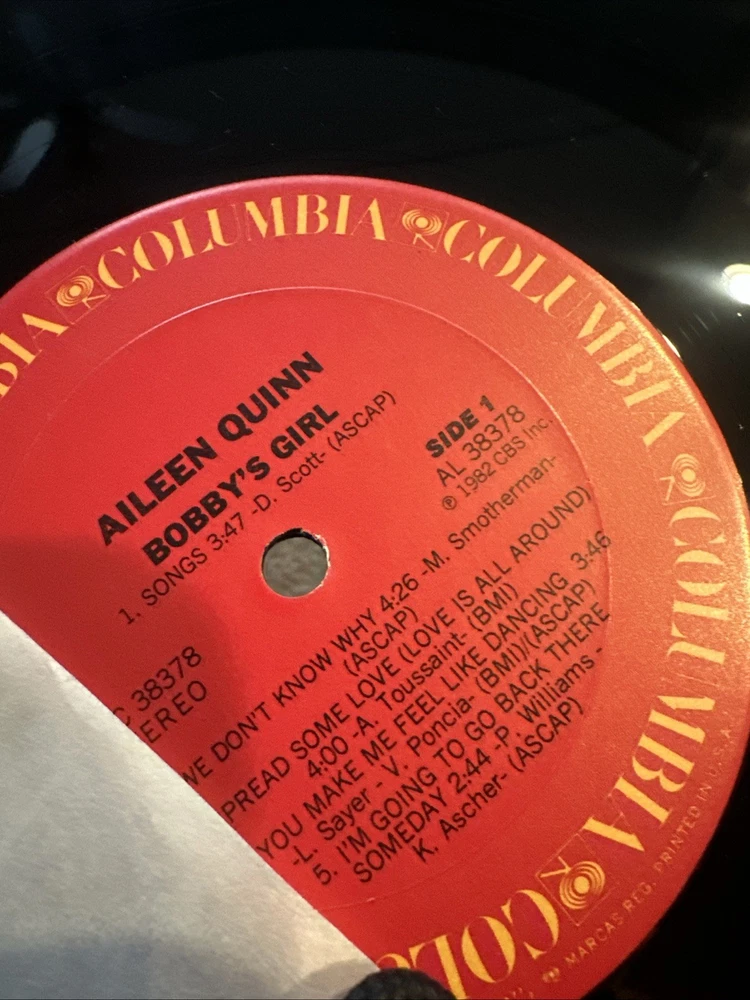 COLUMBIA COLUMBIA COLUMBIA
AILEEN QUINN
BOBBY'S GIRL
1. SONGS 3:47 -D. Scott- (ASCAP)
SIDE 1
AL 38378
℗ 1982 CBS Inc.
38378
WE DON'T KNOW WHY 4:26 -M. Smotherman-
(ASCAP)
SPREAD SOME LOVE (LOVE IS ALL AROUND)
4:00 -A. Toussaint- (BMI)
YOU MAKE ME FEEL LIKE DANCING 3:46
-L. Sayer - V. Poncia- (BMI)/(ASCAP)
5. I'M GOING TO GO BACK THERE
SOMEDAY 2:44 -P. Williams -
K. Ascher- (ASCAP)
MARCAS REG. PRINTED IN U.S.A.